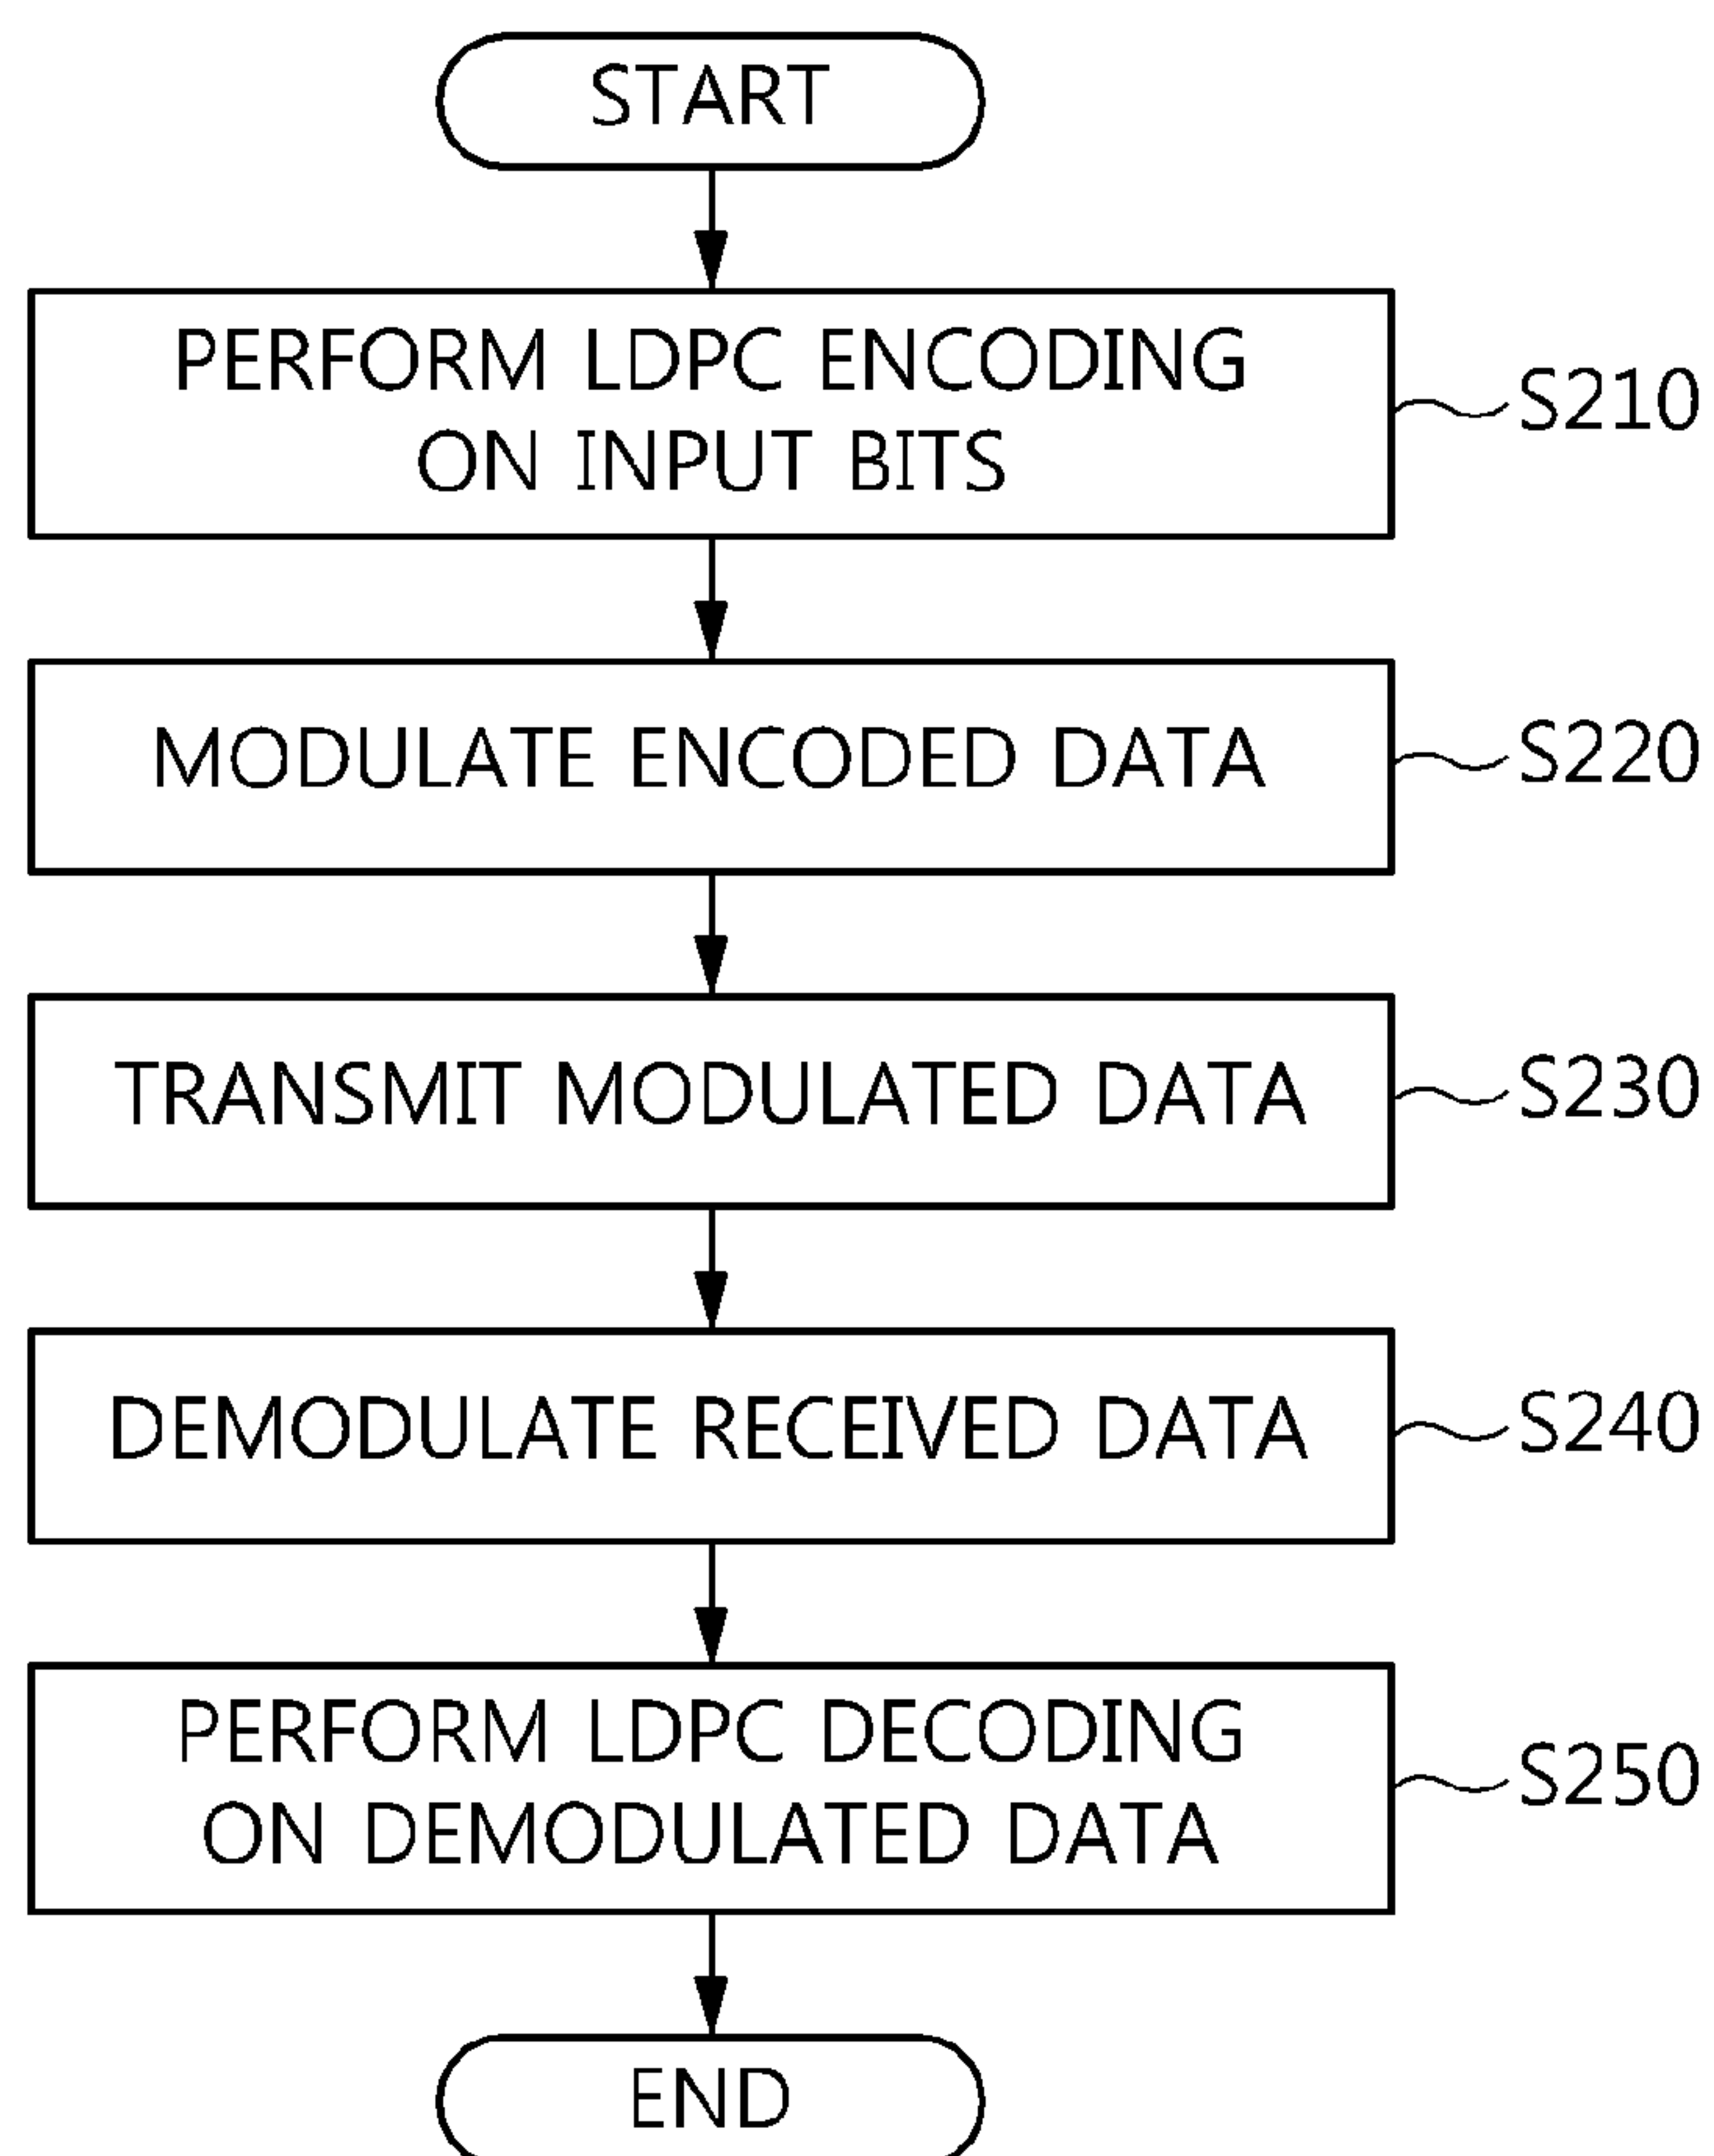 START
PERFORM LDPC ENCODING
ON INPUT BITS
S210
MODULATE ENCODED DATA
S220
TRANSMIT MODULATED DATA
S230
DEMODULATE RECEIVED DATA
S240
PERFORM LDPC DECODING
ON DEMODULATED DATA
S250
END